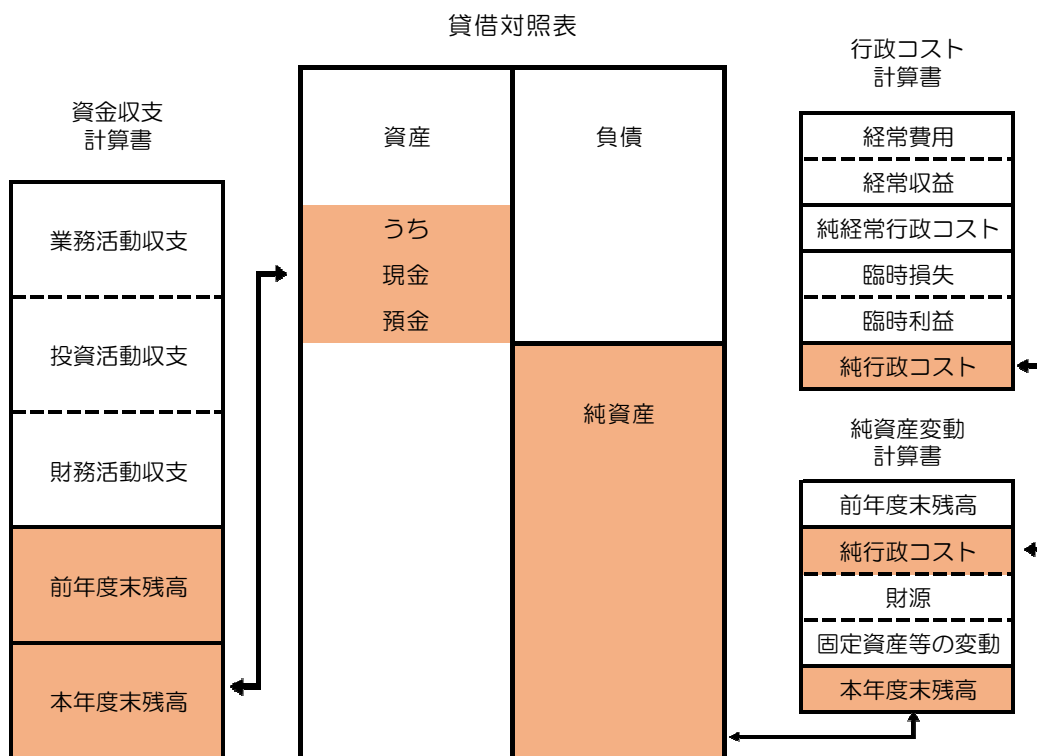 貸借対照表
資金収支
計算書
業務活動収支
投資活動収支
財務活動収支
前年度末残高
本年度末残高
資産
うち
現金
預金
負債
純資産
行政コスト
計算書
経常費用
経常収益
純経常行政コスト
臨時損失
臨時利益
純行政コスト
純資産変動
計算書
前年度末残高
純行政コスト
財源
固定資産等の変動
本年度末残高